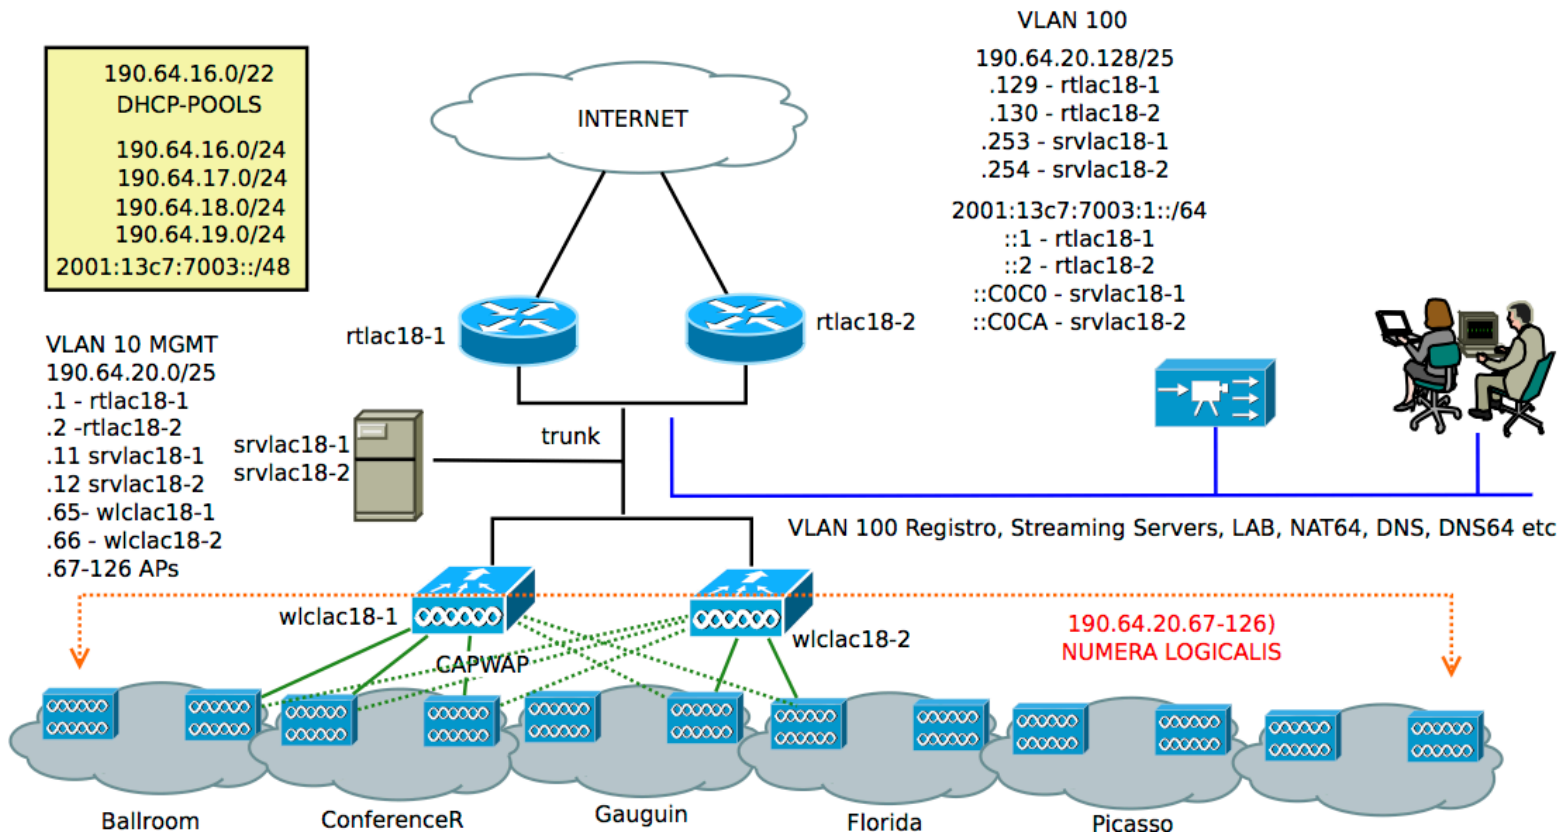 190.64.16.0/22
DHCP-POOLS
190.64.16.0/24
190.64.17.0/24
190.64.18.0/24
190.64.19.0/24
2001:13c7:7003::/48
INTERNET
VLAN 100
190.64.20.128/25
.129 - rtlac18-1
.130 - rtlac18-2
.253 - srvlac18-1
.254 - srvlac18-2
2001:13c7:7003:1::/64
::1 - rtlac18-1
::2 - rtlac18-2
::C0C0 - srvlac18-1
::C0CA - srvlac18-2
rtlac18-1
rtlac18-2
VLAN 10 MGMT
190.64.20.0/25
.1 - rtlac18-1
.2 -rtlac18-2
.11 srvlac18-1
.12 srvlac18-2
.65- wlclac18-1
.66 - wlclac18-2
.67-126 APs
srvlac18-1
srvlac18-2
trunk
VLAN 100 Registro, Streaming Servers, LAB, NAT64, DNS, DNS64 etc
wlclac18-1
wlclac18-2
CAPWAP
190.64.20.67-126)
NUMERA LOGICALIS
Ballroom
ConferenceR
Gauguin
Florida
Picasso